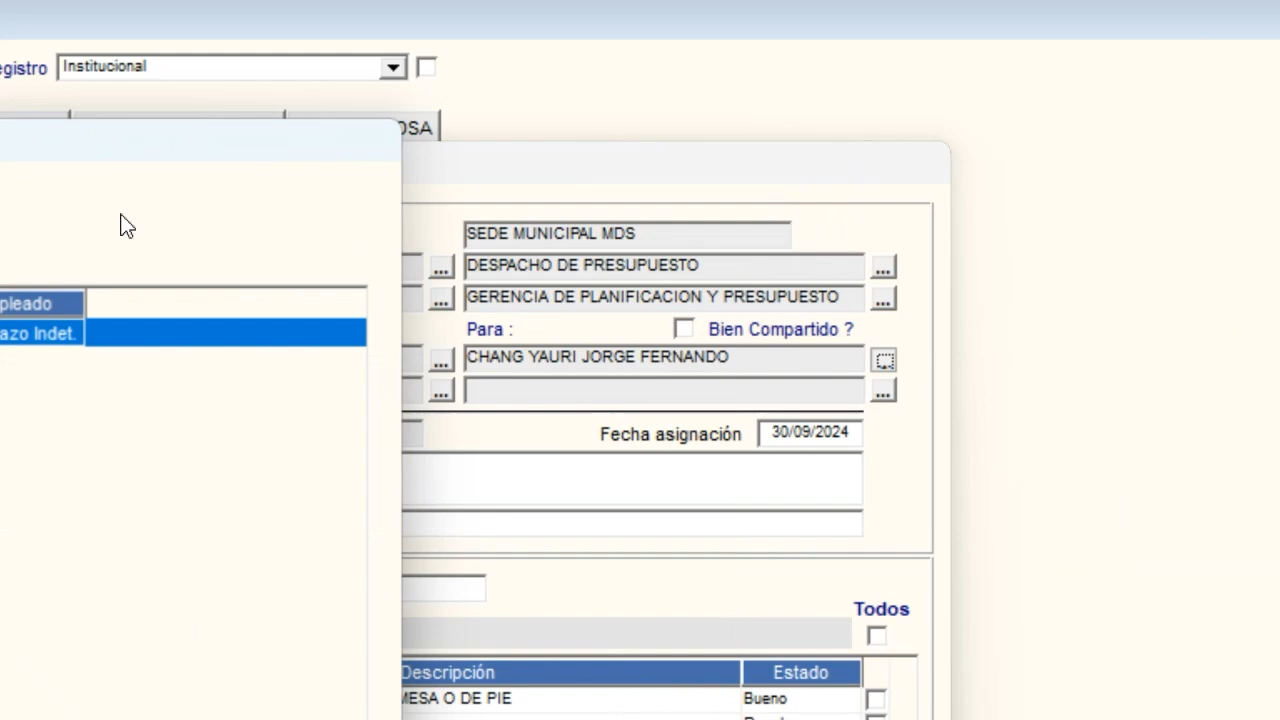 egistro Institucional
OSA
SEDE MUNICIPAL MDS
... DESPACHO DE PRESUPUESTO ...
pleado
... GERENCIA DE PLANIFICACION Y PRESUPUESTO ...
azo Indet.
Para : Bien Compartido ?
... CHANG YAURI JORGE FERNANDO
... ...
Fecha asignación 30/09/2024
Todos
Descripción Estado
MESA O DE PIE Bueno